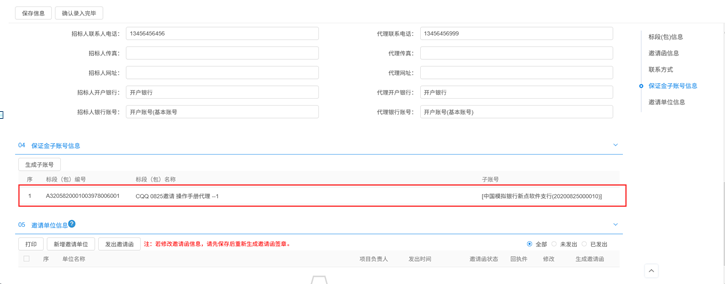 保存信息 确认录入完毕
招标人联系人电话： 13456456456 代理联系电话： 13456456999
招标人传真： 代理传真：
招标人网址： 代理网址：
招标人开户银行： 开户银行 代理开户银行： 开户银行
招标人银行账号： 开户账号(基本账号 代理银行账号： 开户账号(基本账号)
标段(包)信息
邀请函信息
联系方式
保证金子账号信息
邀请单位信息
04 保证金子账号信息
生成子账号
序 标段（包）编号 标段（包）名称 子账号
1 A3205820001003978006001 CQQ 0825邀请 操作手册代理 --1 [中国模拟银行新点软件支行(20200825000010)]
05 邀请单位信息?
打印 新增邀请单位 发出邀请函 注：若修改邀请函信息，请先保存后重新生成邀请函签章。 全部 未发出 已发出
序 单位名称 项目负责人 发出时间 邀请函状态 回执件 修改 生成邀请函